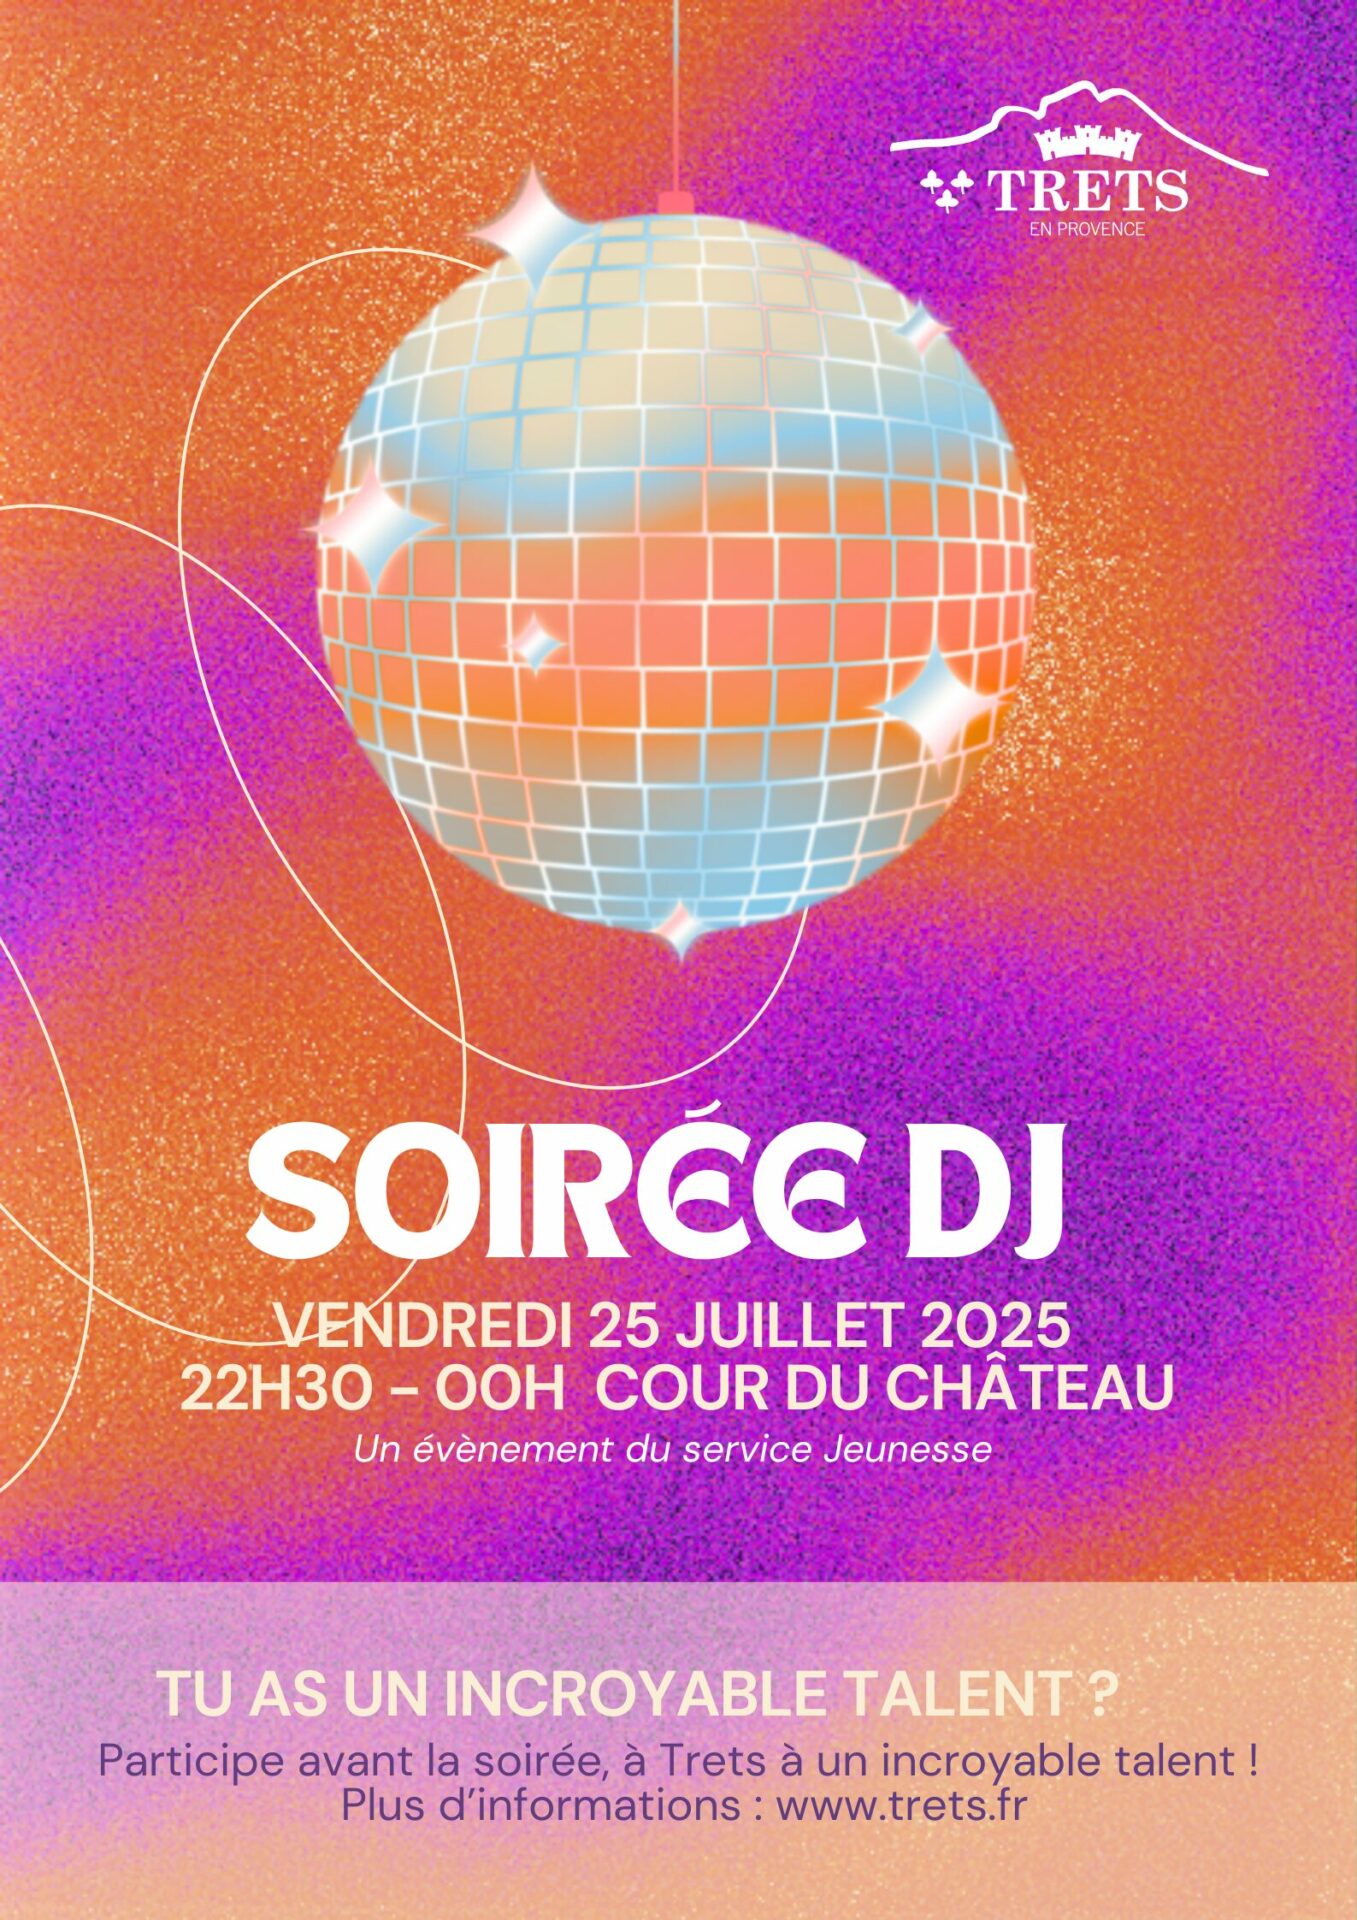 TRETS
EN PROVENCE
SOIRÉE DJ
VENDREDI 25 JUILLET 2025
22H30 - 00H COUR DU CHÂTEAU
Un évènement du service Jeunesse
TU AS UN INCROYABLE TALENT ?
Participe avant la soirée, à Trets à un incroyable talent !
Plus d'informations : www.trets.fr